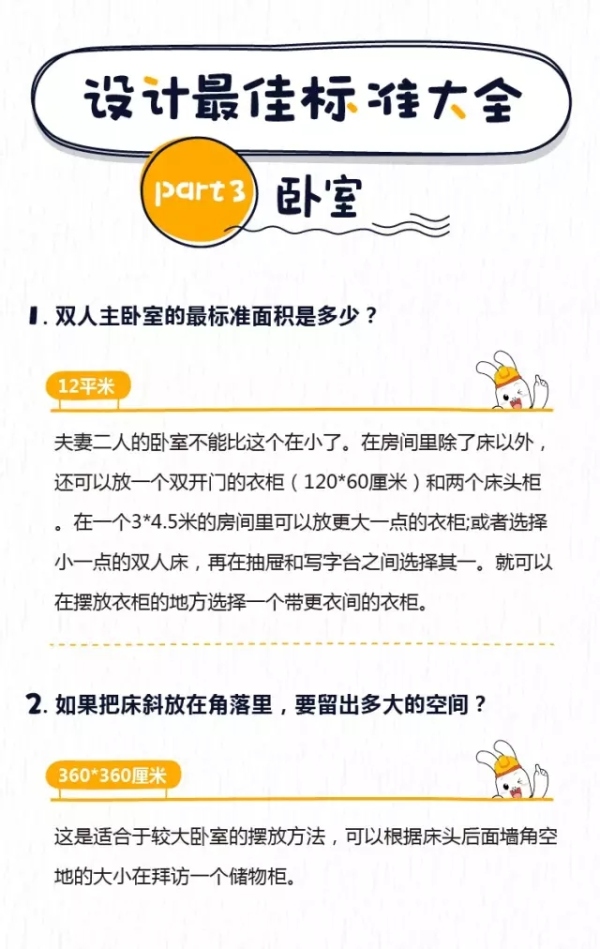 设计最佳标准大全
part 3
卧室
1. 双人主卧室的最标准面积是多少？
12平米
夫妻二人的卧室不能比这个在小了。在房间里除了床以外，
还可以放一个双开门的衣柜（120*60厘米）和两个床头柜
。在一个3*4.5米的房间里可以放更大一点的衣柜;或者选择
小一点的双人床，再在抽屉和写字台之间选择其一。就可以
在摆放衣柜的地方选择一个带更衣间的衣柜。
2. 如果把床斜放在角落里，要留出多大的空间？
360*360厘米
这是适合于较大卧室的摆放方法，可以根据床头后面墙角空
地的大小在拜访一个储物柜。